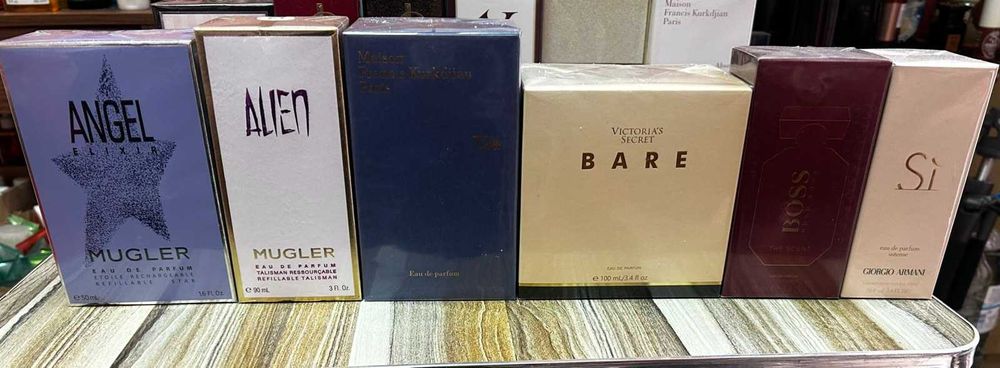 Maison
Francis Kurkdjian
Paris
ANGEL
ELIXIR
MUGLER
EAU DE PARFUM
ETOILE RECHARGEABLE
REFILLABLE STAR
50 mL 1.6 FL OZ
ALIEN
MUGLER
EAU DE PARFUM
TALISMAN RESSOURÇABLE
REFILLABLE TALISMAN
e 90 mL 3 FL. OZ.
Maison
Francis Kurkdjian
Paris
Eau de parfum
VICTORIA'S
SECRET
BARE
EAU DE PARFUM
e 100 mL/3.4 fl oz
BOSS
THE SCENT
Sì
eau de parfum
intense
GIORGIO ARMANI